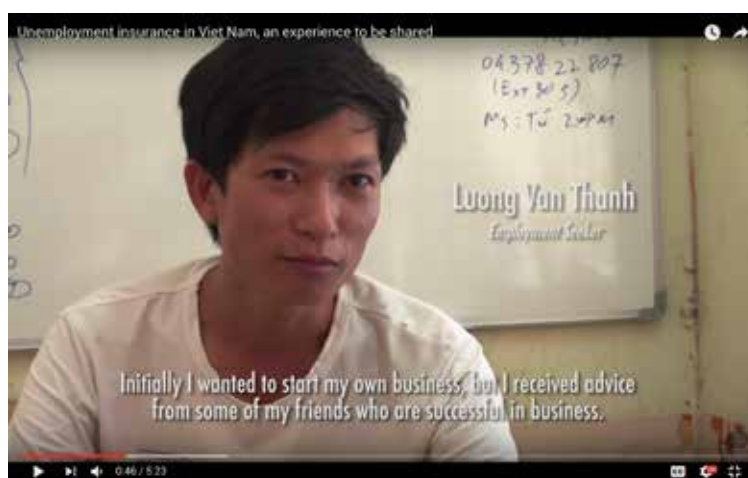 Unemployment insurance in Viet Nam, an experience to be shared
04378 22 807
(Ext 305)
Ms: Tú
Luong Van Thanh
Employment Seeker
Initially I wanted to start my own business, but I received advice
from some of my friends who are successful in business.
0:46 / 5:23